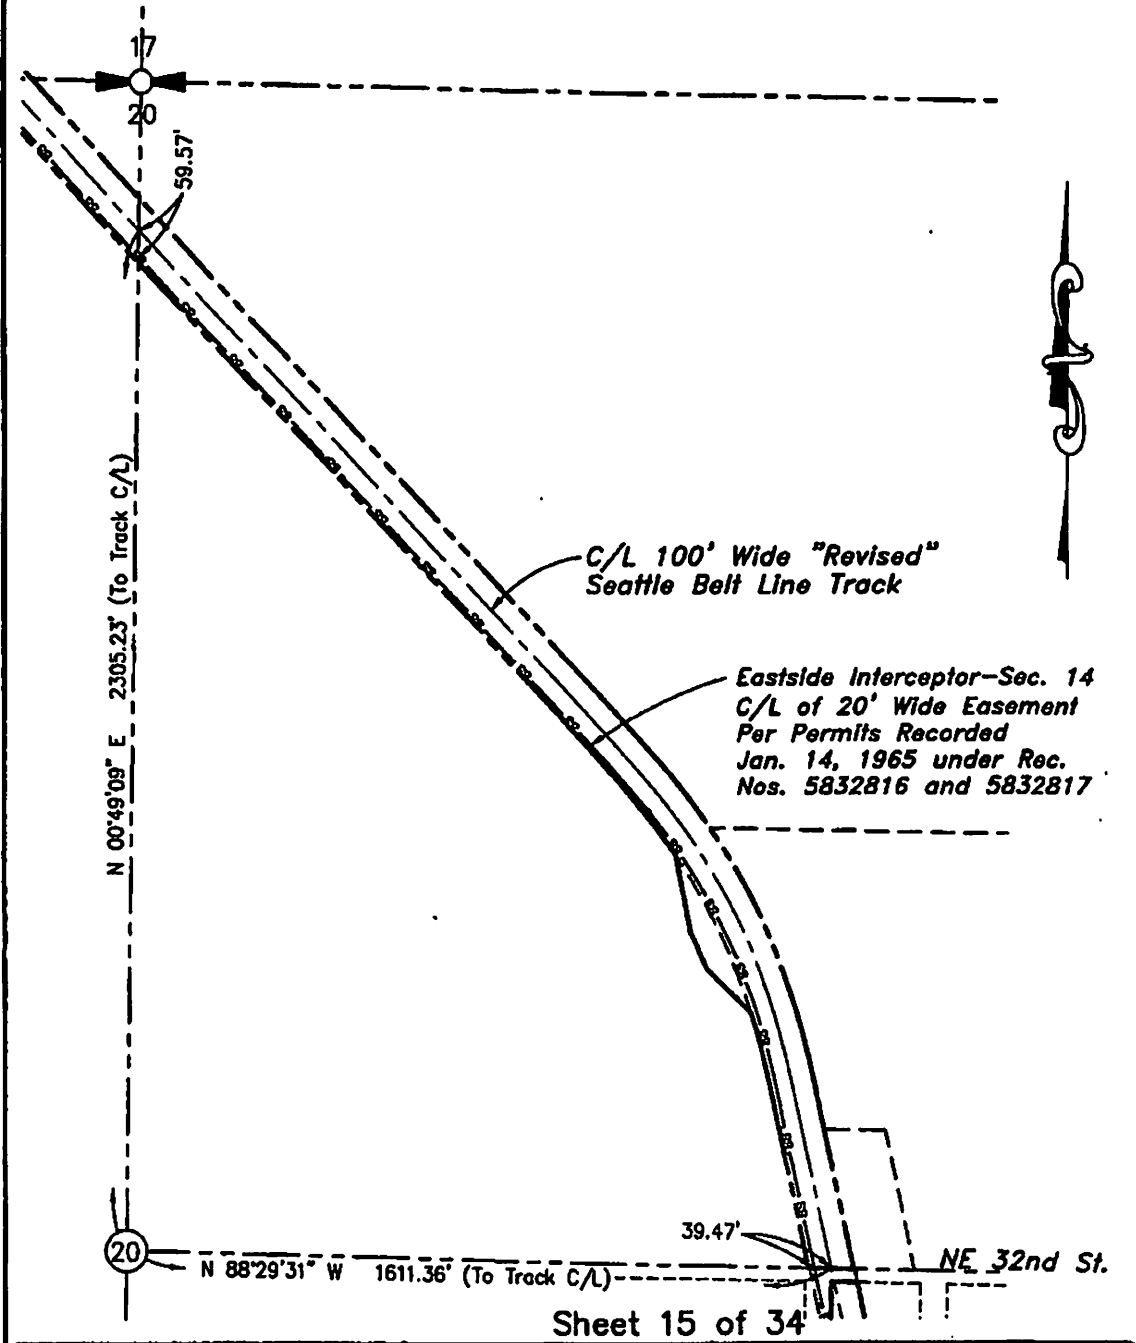 17
20
59.57'
N 00°49'09" E 2305.23' (To Track C/L)
C/L 100' Wide "Revised"
Seattle Belt Line Track
Eastside Interceptor-Sec. 14
C/L of 20' Wide Easement
Per Permits Recorded
Jan. 14, 1965 under Rec.
Nos. 5832816 and 5832817
39.47'
20
N 88°29'31" W 1611.36' (To Track C/L)
NE 32nd St.
Sheet 15 of 34